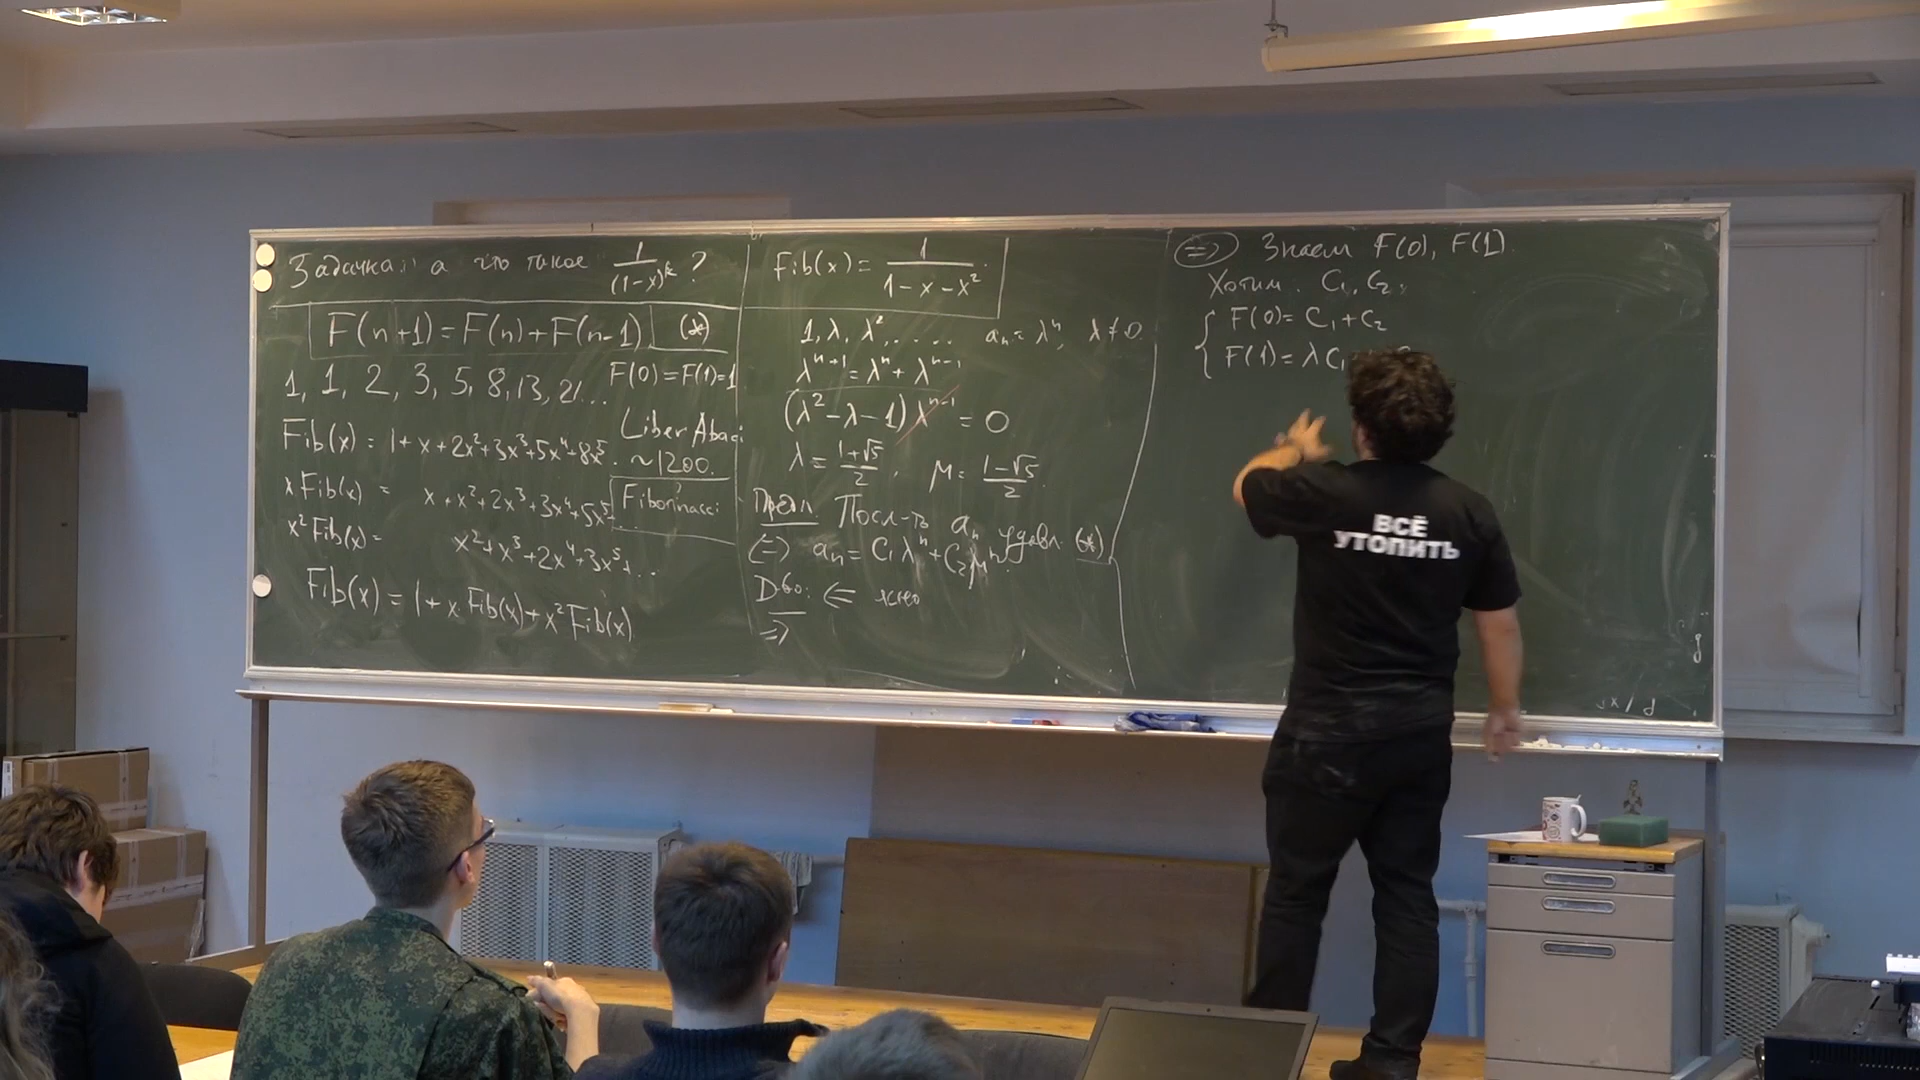 Задачка: а что такое 1/(1-x)^k ?
F(n+1) = F(n) + F(n-1) (*)
1, 1, 2, 3, 5, 8, 13, 21... F(0)=F(1)=1
Fib(x) = 1 + x + 2x² + 3x³ + 5x⁴ + 8x⁵...
x Fib(x) = x + x² + 2x³ + 3x⁴ + 5x⁵...
x² Fib(x) = x² + x³ + 2x⁴ + 3x⁵ + ...
Fib(x) = 1 + x·Fib(x) + x² Fib(x)
Liber Abaci
~1200.
Fibonacci
Fib(x) = 1/(1 - x - x²)
1, λ, λ², .... aₙ = λⁿ, λ ≠ 0
λⁿ⁺¹ = λⁿ + λⁿ⁻¹
(λ² - λ - 1) λⁿ⁻¹ = 0
λ = (1+√5)/2, μ = (1-√5)/2.
Предл Посл-ть aₙ удовл. (*)
(=) aₙ = C₁λⁿ + C₂μⁿ.
Д-во: ⇐ ясно
⇒
⇒ Знаем F(0), F(1).
Хотим C₁, C₂
{ F(0) = C₁ + C₂
F(1) = λC₁
ВСЁ
УТОПИТЬ